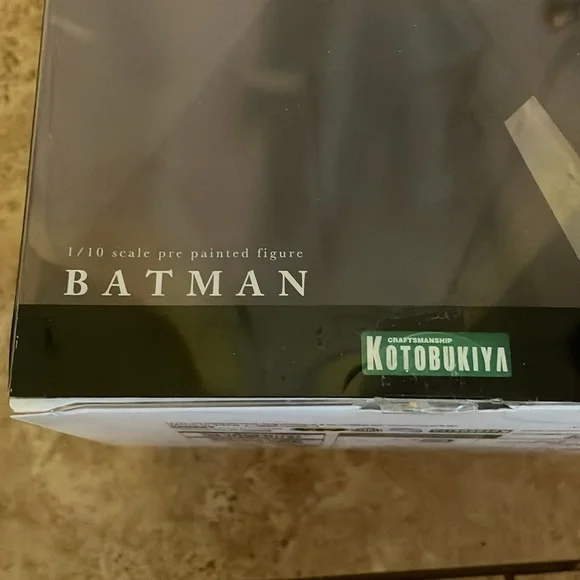 1/10 scale pre painted figure
BATMAN
CRAFTSMANSHIP
KOTOBUKIYA